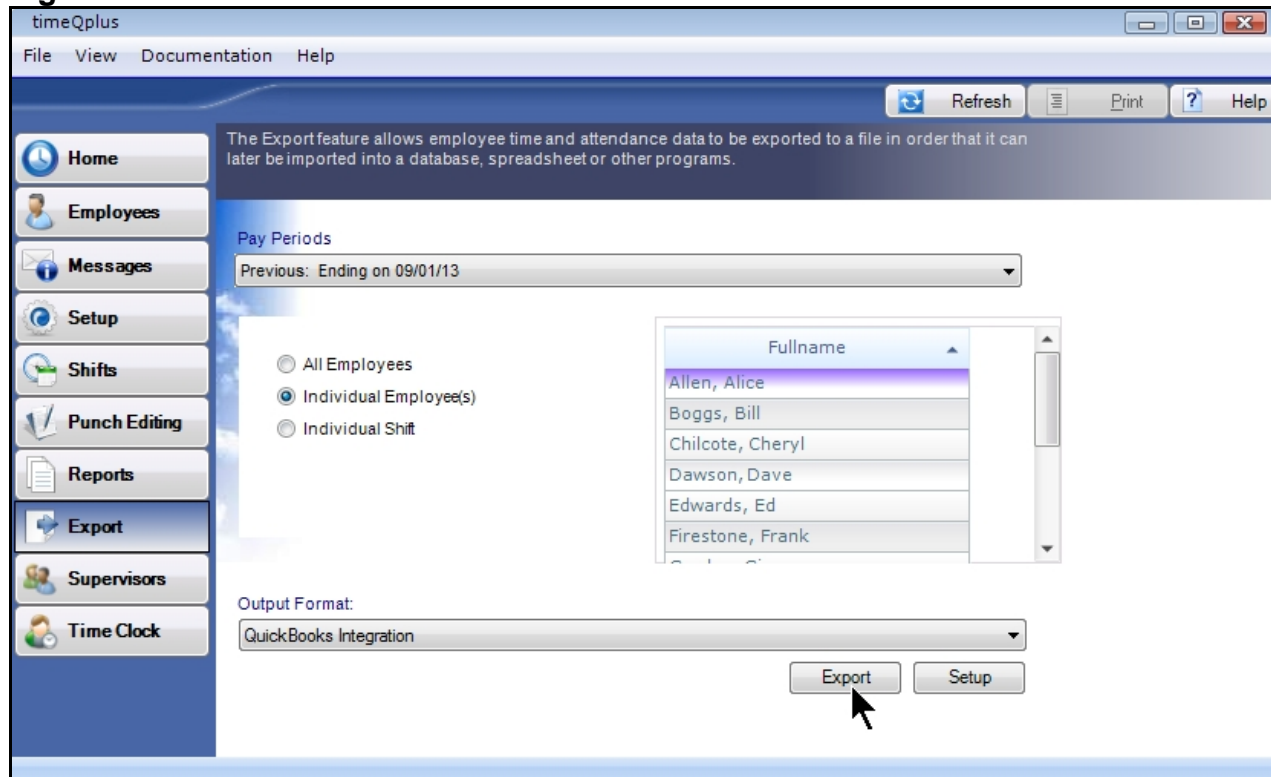 timeQplus
File View Documentation Help
Refresh Print Help
The Export feature allows employee time and attendance data to be exported to a file in order that it can
later be imported into a database, spreadsheet or other programs.
Home
Employees
Messages
Setup
Shifts
Punch Editing
Reports
Export
Supervisors
Time Clock
Pay Periods
Previous: Ending on 09/01/13
All Employees
Individual Employee(s)
Individual Shift
Fullname
Allen, Alice
Boggs, Bill
Chilcote, Cheryl
Dawson, Dave
Edwards, Ed
Firestone, Frank
Output Format:
QuickBooks Integration
Export Setup